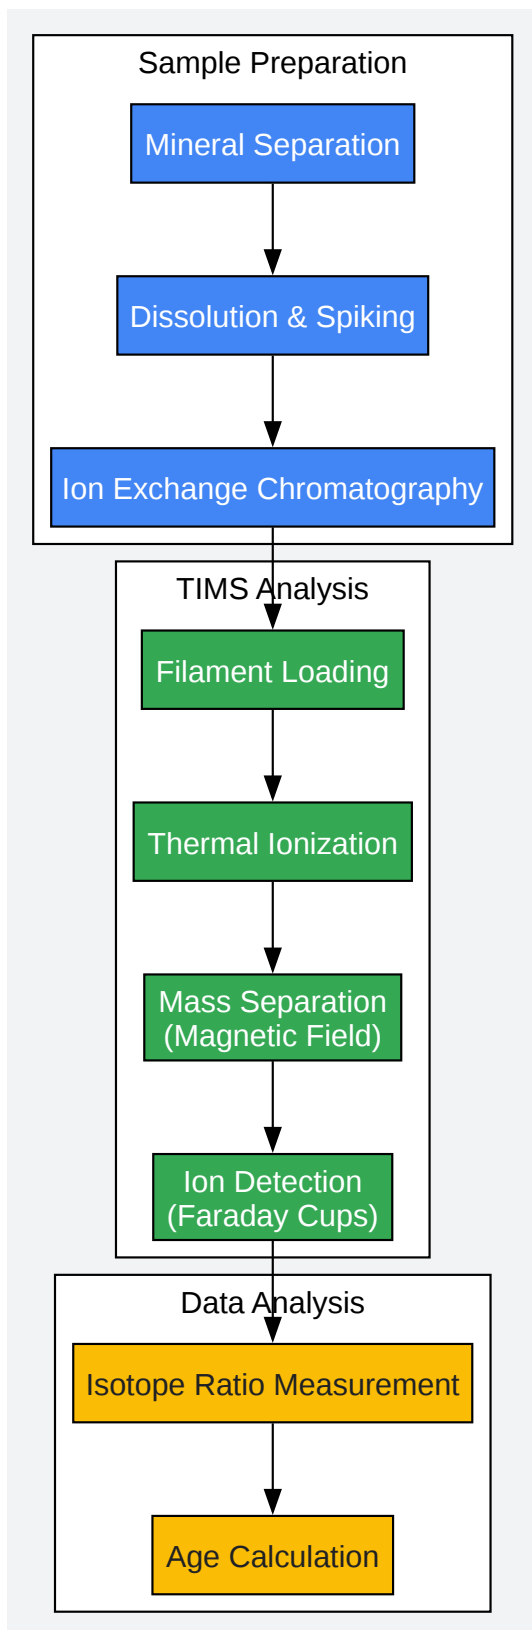 Sample Preparation
Mineral Separation
Dissolution & Spiking
Ion Exchange Chromatography
TIMS Analysis
Filament Loading
Thermal Ionization
Mass Separation
(Magnetic Field)
Ion Detection
(Faraday Cups)
Data Analysis
Isotope Ratio Measurement
Age Calculation